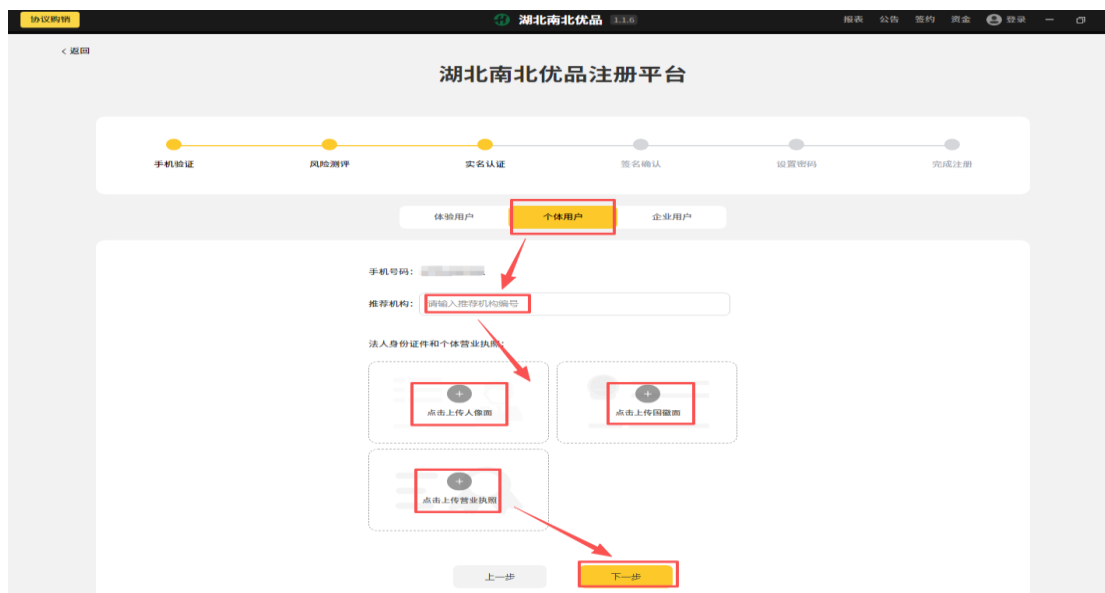 协议购销
湖北南北优品 1.1.6
报表 公告 签约 资金 登录
< 返回
湖北南北优品注册平台
手机验证 风险测评 实名认证 签名确认 设置密码 完成注册
体验用户 个体用户 企业用户
手机号码：
推荐机构： 请输入推荐机构编号
法人身份证件和个体营业执照：
点击上传人像面 点击上传国徽面
点击上传营业执照
上一步 下一步